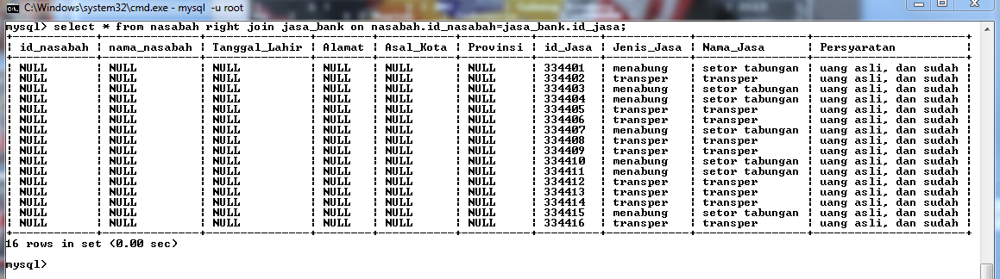 C:\Windows\system32\cmd.exe - mysql -u root
mysql> select * from nasabah right join jasa_bank on nasabah.id_nasabah=jasa_bank.id_jasa;
+------------+--------------+---------------+--------+-----------+----------+---------+-------------+----------------+----------------------+
| id_nasabah | nama_nasabah | Tanggal_Lahir | Alamat | Asal_Kota | Provinsi | id_Jasa | Jenis_Jasa | Nama_Jasa | Persyaratan |
+------------+--------------+---------------+--------+-----------+----------+---------+-------------+----------------+----------------------+
| NULL | NULL | NULL | NULL | NULL | NULL | 334401 | menabung | setor tabungan | uang asli, dan sudah |
| NULL | NULL | NULL | NULL | NULL | NULL | 334402 | transper | transper | uang asli, dan sudah |
| NULL | NULL | NULL | NULL | NULL | NULL | 334403 | menabung | setor tabungan | uang asli, dan sudah |
| NULL | NULL | NULL | NULL | NULL | NULL | 334404 | menabung | setor tabungan | uang asli, dan sudah |
| NULL | NULL | NULL | NULL | NULL | NULL | 334405 | transper | transper | uang asli, dan sudah |
| NULL | NULL | NULL | NULL | NULL | NULL | 334406 | transper | transper | uang asli, dan sudah |
| NULL | NULL | NULL | NULL | NULL | NULL | 334407 | menabung | setor tabungan | uang asli, dan sudah |
| NULL | NULL | NULL | NULL | NULL | NULL | 334408 | transper | transper | uang asli, dan sudah |
| NULL | NULL | NULL | NULL | NULL | NULL | 334409 | transper | transper | uang asli, dan sudah |
| NULL | NULL | NULL | NULL | NULL | NULL | 334410 | menabung | setor tabungan | uang asli, dan sudah |
| NULL | NULL | NULL | NULL | NULL | NULL | 334411 | menabung | setor tabungan | uang asli, dan sudah |
| NULL | NULL | NULL | NULL | NULL | NULL | 334412 | transper | transper | uang asli, dan sudah |
| NULL | NULL | NULL | NULL | NULL | NULL | 334413 | transper | transper | uang asli, dan sudah |
| NULL | NULL | NULL | NULL | NULL | NULL | 334414 | transper | transper | uang asli, dan sudah |
| NULL | NULL | NULL | NULL | NULL | NULL | 334415 | menabung | setor tabungan | uang asli, dan sudah |
| NULL | NULL | NULL | NULL | NULL | NULL | 334416 | transper | transper | uang asli, dan sudah |
+------------+--------------+---------------+--------+-----------+----------+---------+-------------+----------------+----------------------+
16 rows in set (0.00 sec)
mysql>